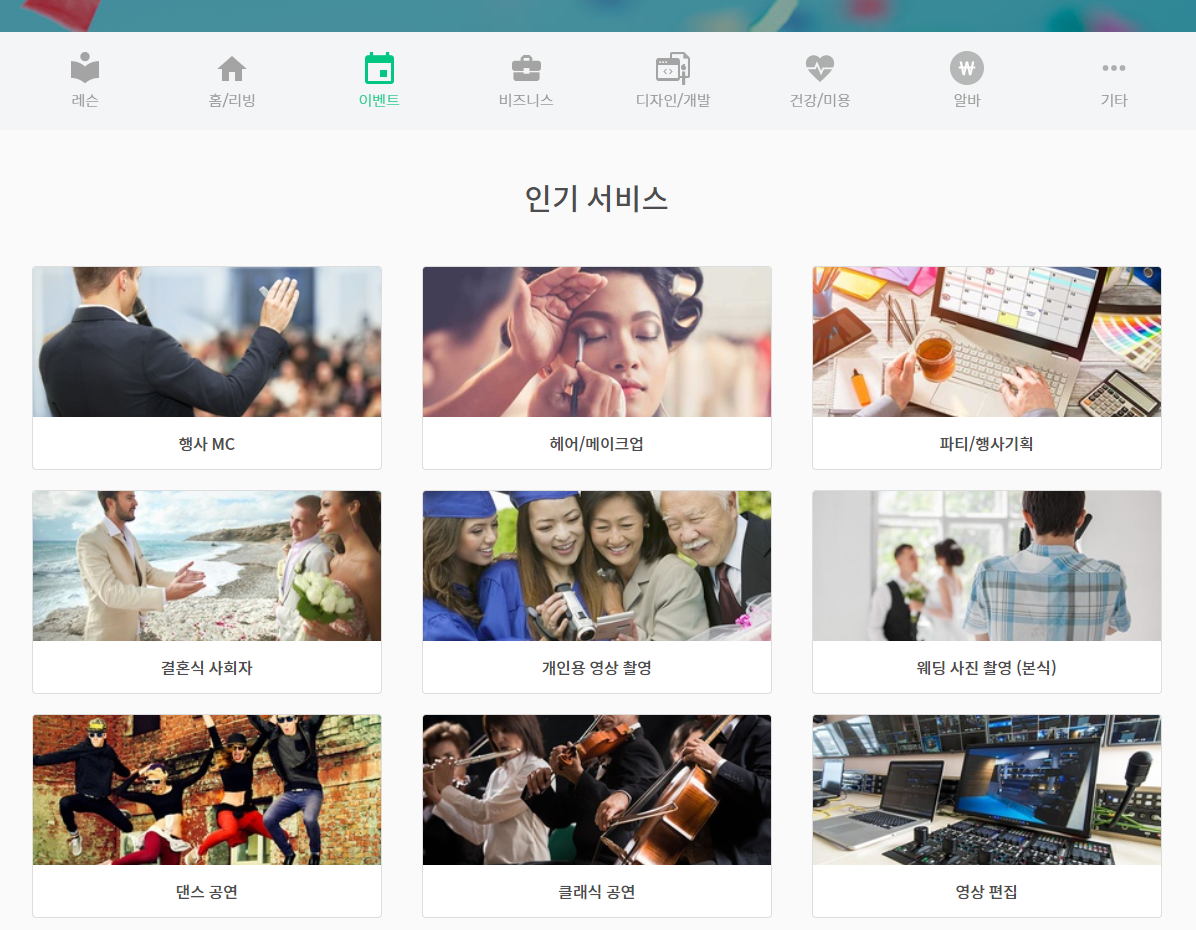 레슨
홈/리빙
이벤트
비즈니스
디자인/개발
건강/미용
알바
기타
인기 서비스
행사 MC
헤어/메이크업
파티/행사기획
결혼식 사회자
개인용 영상 촬영
웨딩 사진 촬영 (본식)
댄스 공연
클래식 공연
영상 편집